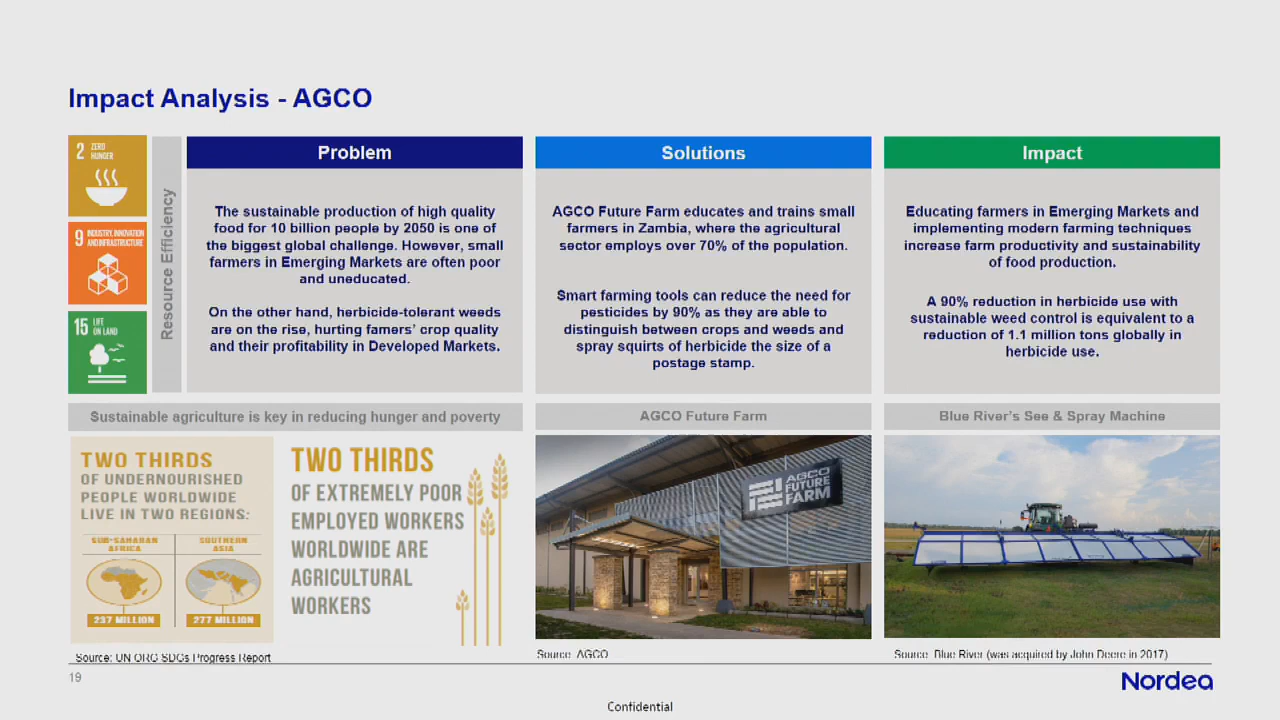 Impact Analysis - AGCO
2 ZERO
HUNGER
9 INDUSTRY, INNOVATION
AND INFRASTRUCTURE
15 LIFE
ON LAND
Resource Efficiency
Problem
The sustainable production of high quality
food for 10 billion people by 2050 is one of
the biggest global challenge. However, small
farmers in Emerging Markets are often poor
and uneducated.
On the other hand, herbicide-tolerant weeds
are on the rise, hurting famers' crop quality
and their profitability in Developed Markets.
Solutions
AGCO Future Farm educates and trains small
farmers in Zambia, where the agricultural
sector employs over 70% of the population.
Smart farming tools can reduce the need for
pesticides by 90% as they are able to
distinguish between crops and weeds and
spray squirts of herbicide the size of a
postage stamp.
Impact
Educating farmers in Emerging Markets and
implementing modern farming techniques
increase farm productivity and sustainability
of food production.
A 90% reduction in herbicide use with
sustainable weed control is equivalent to a
reduction of 1.1 million tons globally in
herbicide use.
Sustainable agriculture is key in reducing hunger and poverty
TWO THIRDS
OF UNDERNOURISHED
PEOPLE WORLDWIDE
LIVE IN TWO REGIONS:
SUB-SAHARAN
AFRICA
SOUTHERN
ASIA
237 MILLION
277 MILLION
TWO THIRDS
OF EXTREMELY POOR
EMPLOYED WORKERS
WORLDWIDE ARE
AGRICULTURAL
WORKERS
Source: UN ORG SDGs Progress Report
AGCO Future Farm
AGCO
FUTURE
FARM
Source: AGCO
Blue River's See & Spray Machine
Source: Blue River (was acquired by John Deere in 2017)
19
Nordea
Confidential